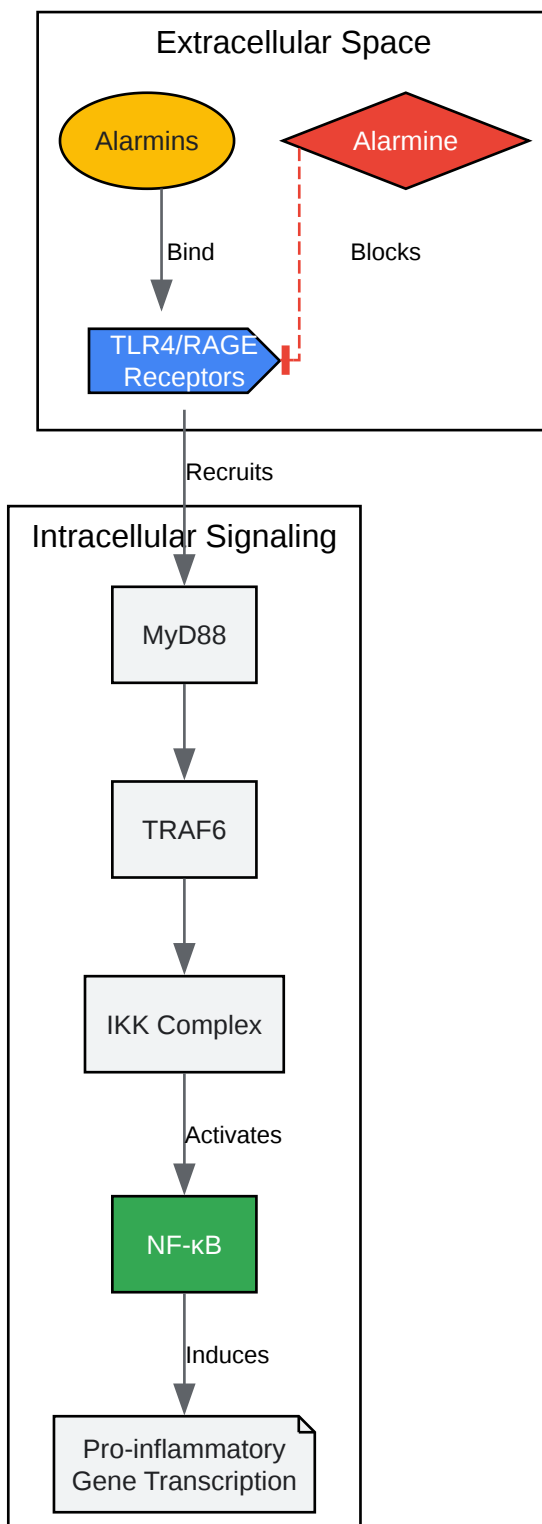 Extracellular Space
Alarmins
Alarmine
Bind
Blocks
TLR4/RAGE
Receptors
Recruits
Intracellular Signaling
MyD88
TRAF6
IKK Complex
Activates
NF-κB
Induces
Pro-inflammatory
Gene Transcription